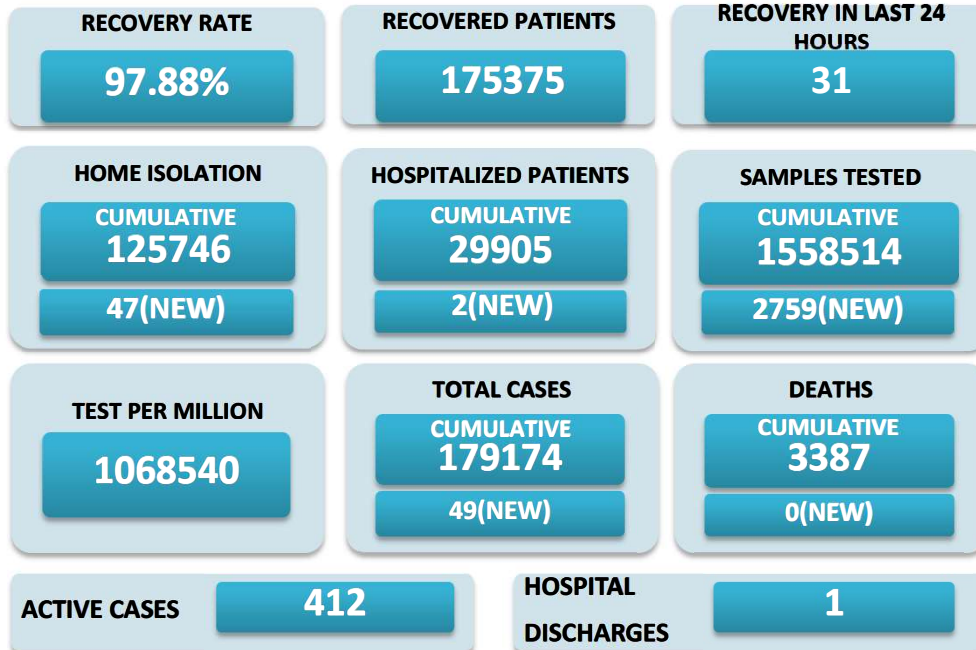 RECOVERY RATE
97.88%
RECOVERED PATIENTS
175375
RECOVERY IN LAST 24
HOURS
31
HOME ISOLATION
CUMULATIVE
125746
47(NEW)
HOSPITALIZED PATIENTS
CUMULATIVE
29905
2(NEW)
SAMPLES TESTED
CUMULATIVE
1558514
2759(NEW)
TEST PER MILLION
1068540
TOTAL CASES
CUMULATIVE
179174
49(NEW)
DEATHS
CUMULATIVE
3387
0(NEW)
ACTIVE CASES
412
HOSPITAL
DISCHARGES
1